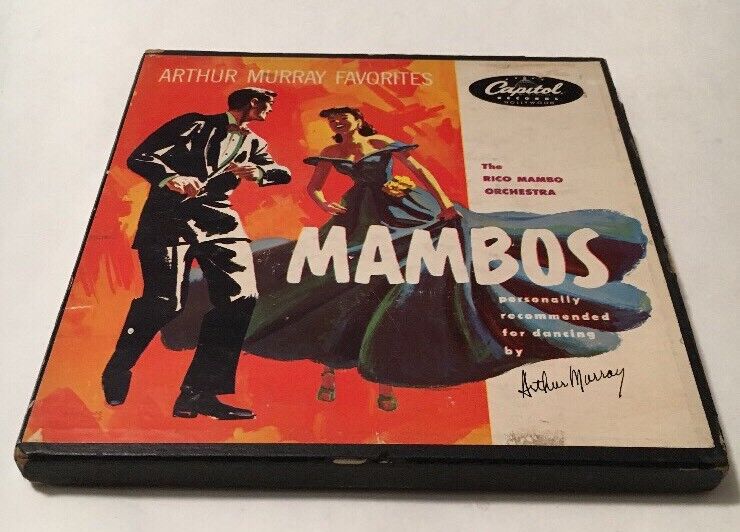 ARTHUR MURRAY FAVORITES
Capitol
RECORDS
HOLLYWOOD
The
RICO MAMBO
ORCHESTRA
MAMBOS
personally
recommended
for dancing
by
Arthur Murray